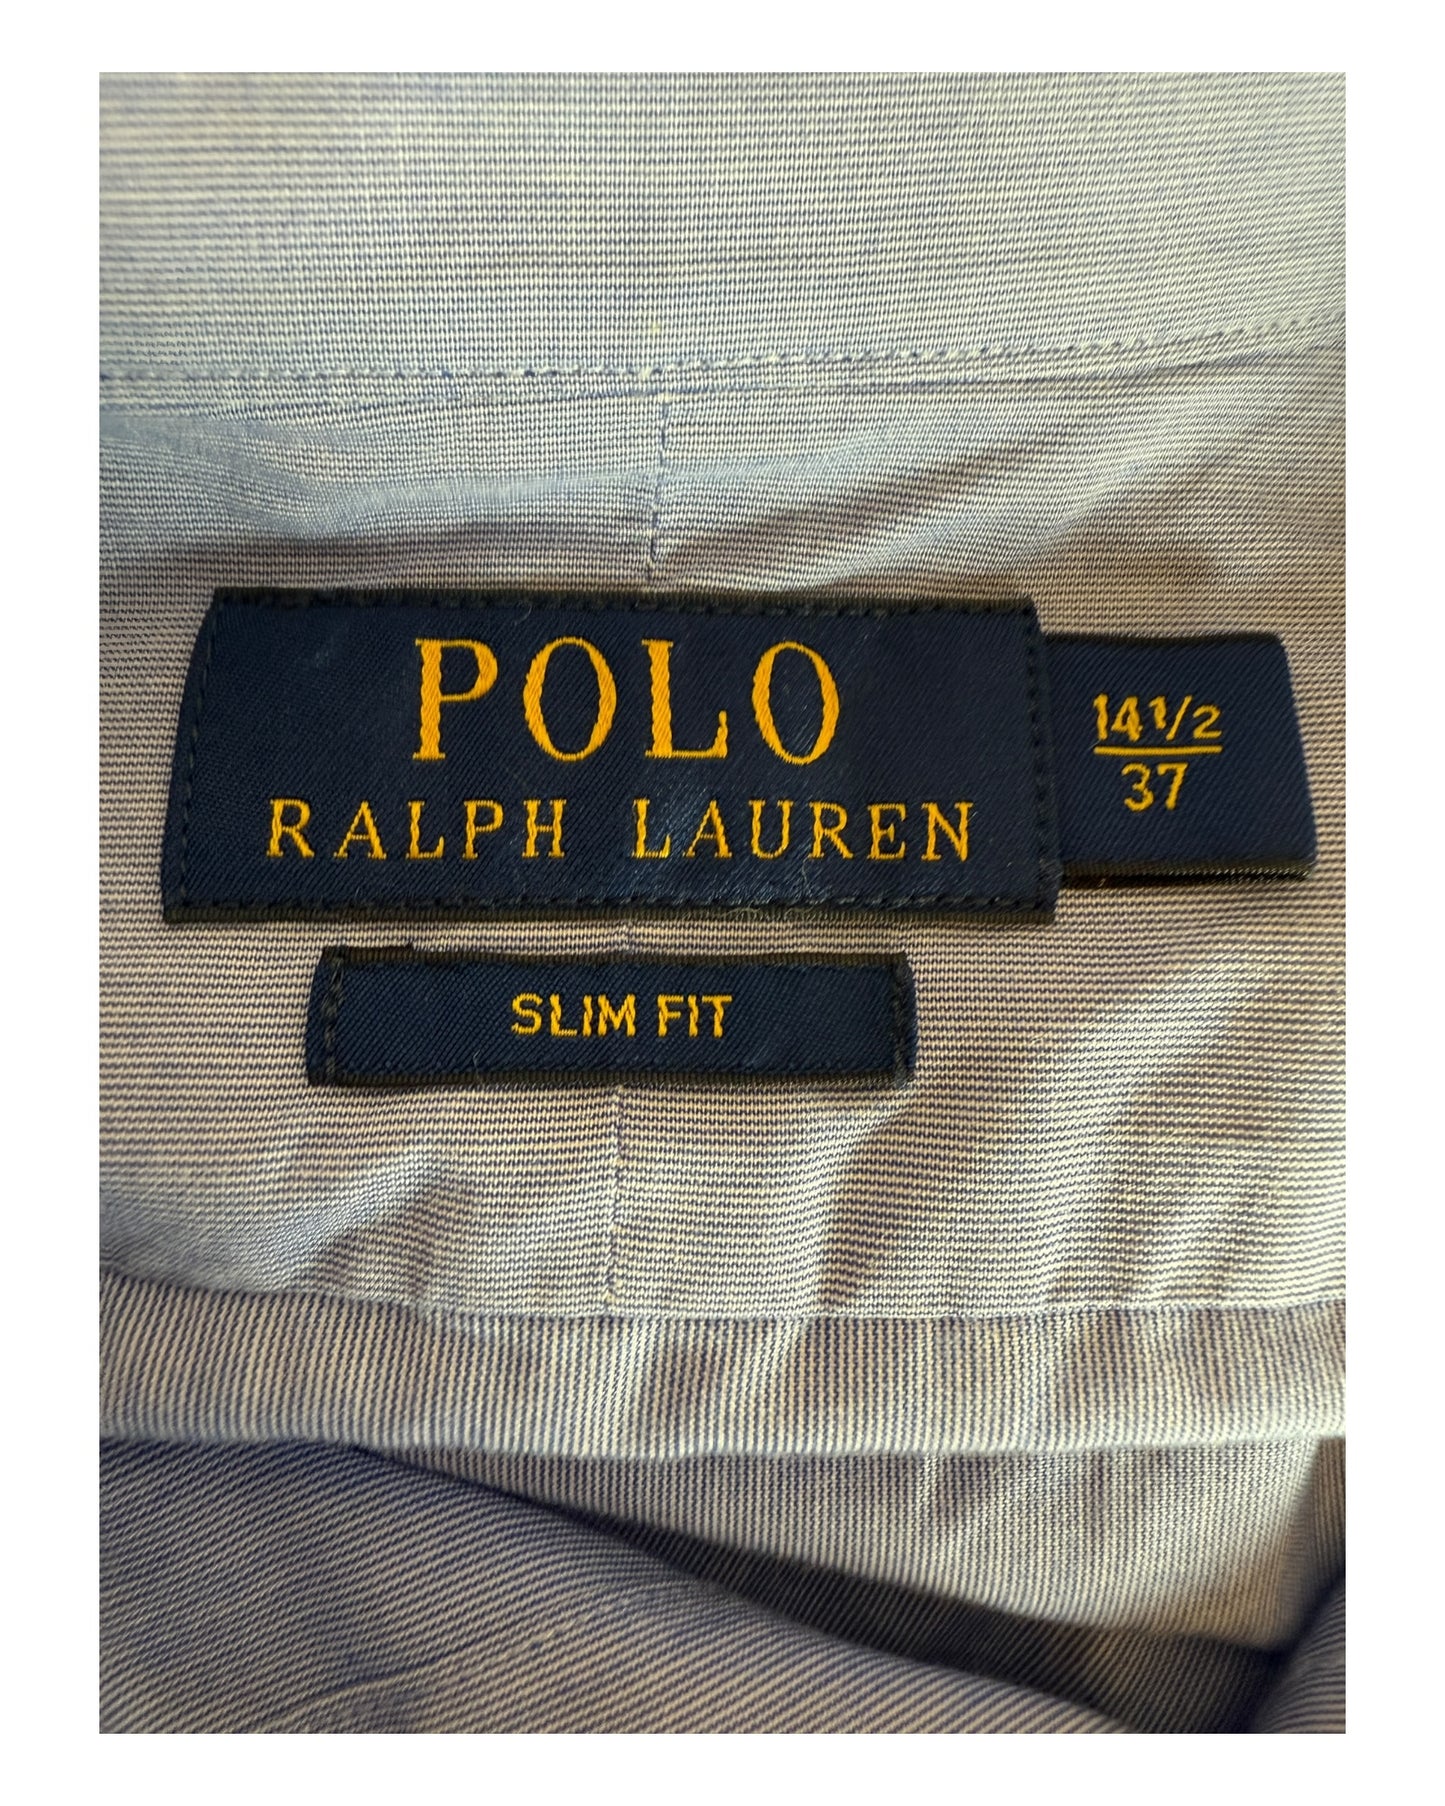 POLO
RALPH LAUREN
14 1/2
37
SLIM FIT